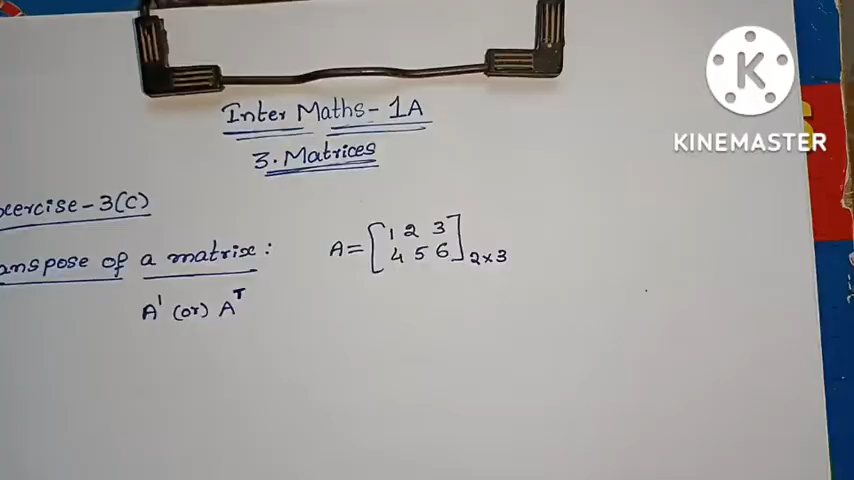 Inter Maths- 1A
3. Matrices
xercise-3(c)
anspose of a matrix:
A' (or) A^T
A = [1 2 3
4 5 6] 2×3
K
KINEMASTER